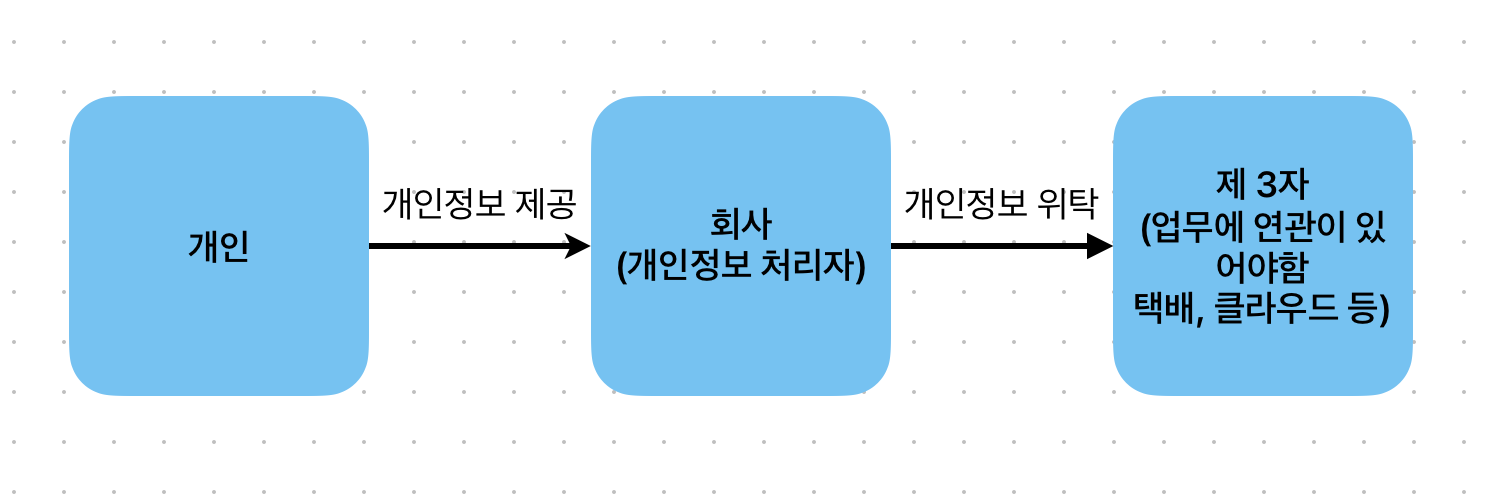 개인
개인정보 제공
회사
(개인정보 처리자)
개인정보 위탁
제 3자
(업무에 연관이 있
어야함
택배, 클라우드 등)